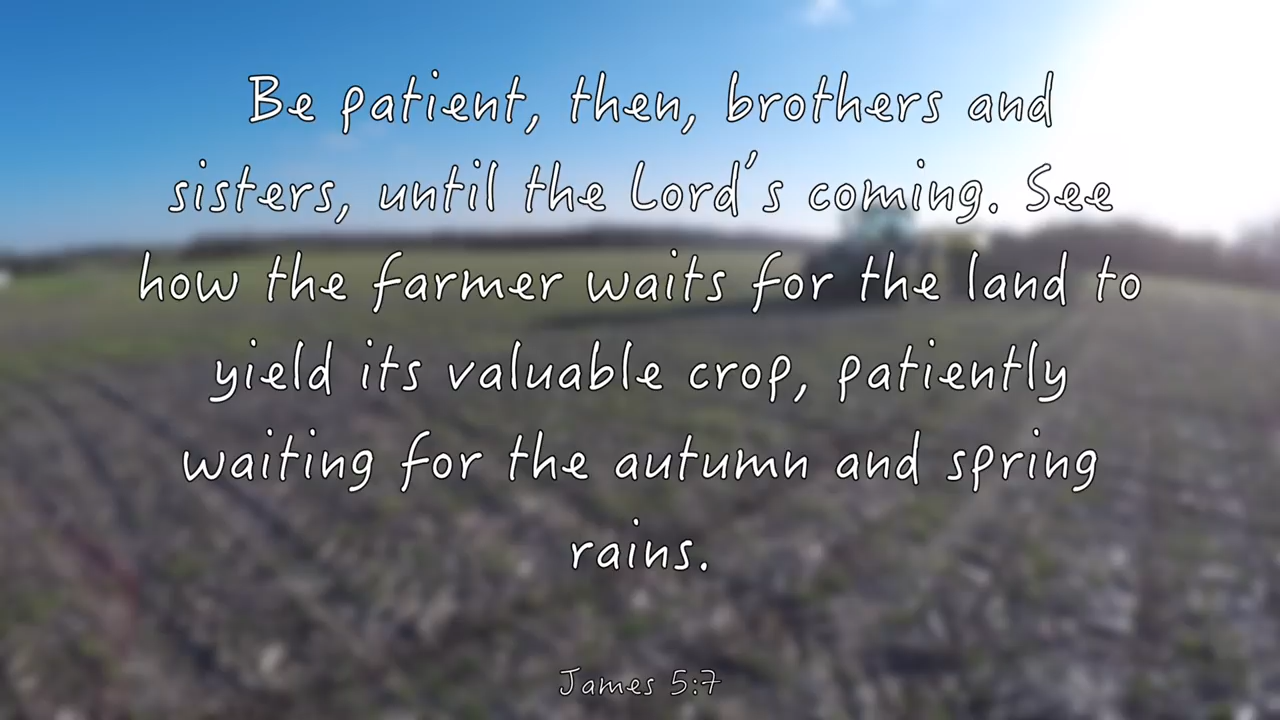 Be patient, then, brothers and
sisters, until the Lord's coming. See
how the farmer waits for the land to
yield its valuable crop, patiently
waiting for the autumn and spring
rains.
James 5:7